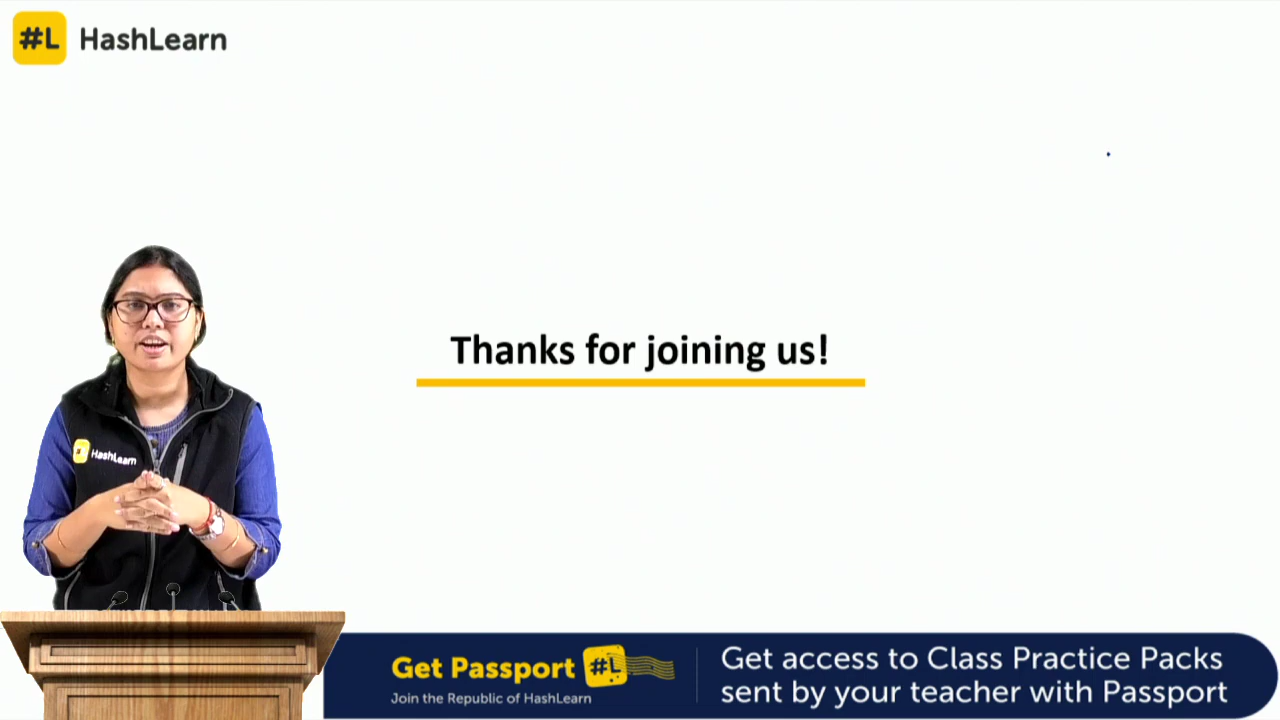 #L HashLearn
Thanks for joining us!
# HashLearn
Get Passport #L
Join the Republic of HashLearn
Get access to Class Practice Packs
sent by your teacher with Passport